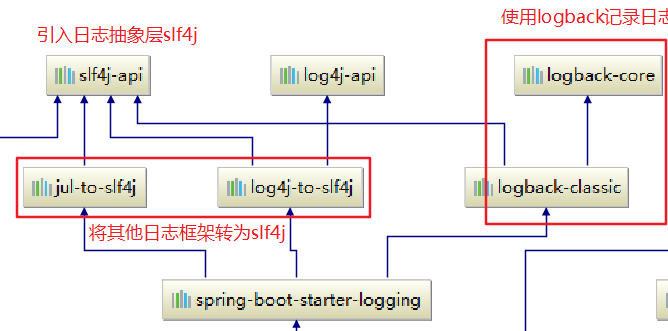 使用logback记录日志
引入日志抽象层slf4j
slf4j-api
log4j-api
logback-core
jul-to-slf4j
log4j-to-slf4j
logback-classic
将其他日志框架转为slf4j
spring-boot-starter-logging